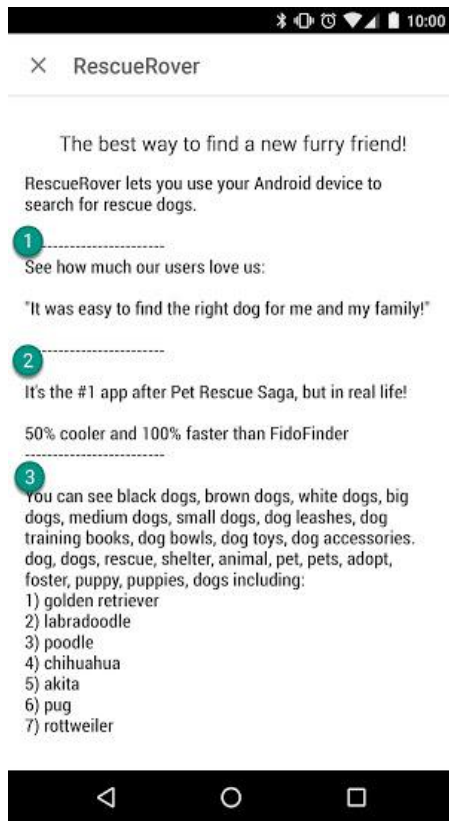 10:00
× RescueRover
The best way to find a new furry friend!
RescueRover lets you use your Android device to
search for rescue dogs.
1
-----------------------
See how much our users love us:
"It was easy to find the right dog for me and my family!"
-----------------------
2
It's the #1 app after Pet Rescue Saga, but in real life!
50% cooler and 100% faster than FidoFinder
-------------------------
3
You can see black dogs, brown dogs, white dogs, big
dogs, medium dogs, small dogs, dog leashes, dog
training books, dog bowls, dog toys, dog accessories.
dog, dogs, rescue, shelter, animal, pet, pets, adopt,
foster, puppy, puppies, dogs including:
1) golden retriever
2) labradoodle
3) poodle
4) chihuahua
5) akita
6) pug
7) rottweiler